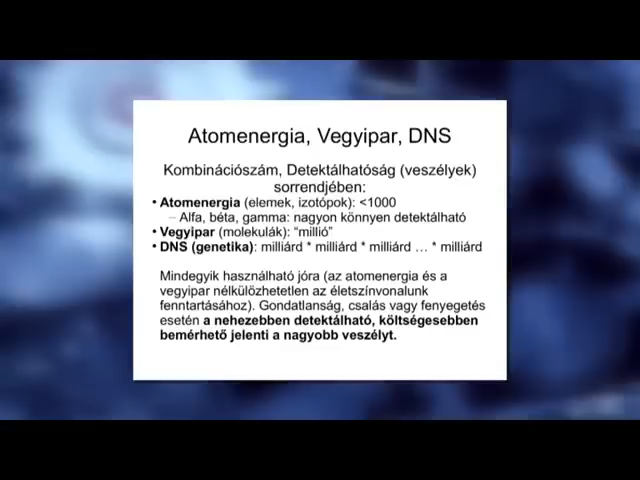 Atomenergia, Vegyipar, DNS
Kombinációszám, Detektálhatóság (veszélyek)
sorrendjében:
• Atomenergia (elemek, izotópok): <1000
– Alfa, béta, gamma: nagyon könnyen detektálható
• Vegyipar (molekulák): “millió”
• DNS (genetika): milliárd * milliárd * milliárd … * milliárd
Mindegyik használható jóra (az atomenergia és a
vegyipar nélkülözhetetlen az életszínvonalunk
fenntartásához). Gondatlanság, csalás vagy fenyegetés
esetén a nehezebben detektálható, költségesebben
bemérhető jelenti a nagyobb veszélyt.